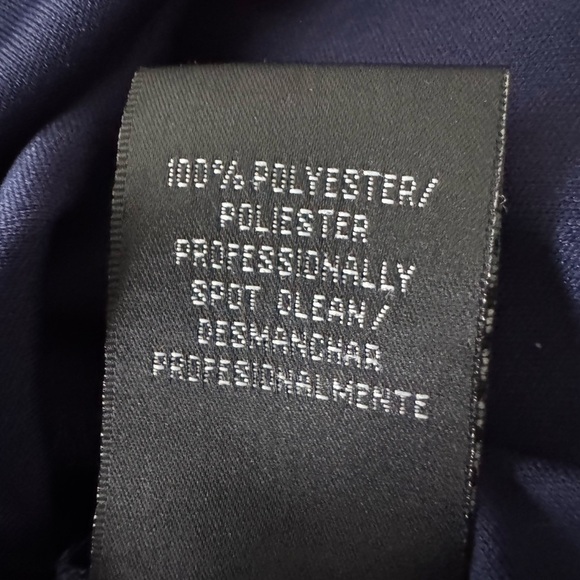 100% POLYESTER/
POLIESTER
PROFESSIONALLY
SPOT CLEAN/
DESMANCHAR
PROFESIONALMENTE